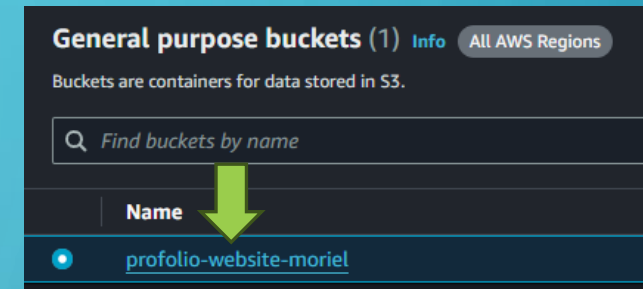 General purpose buckets (1) Info All AWS Regions
Buckets are containers for data stored in S3.
Find buckets by name
Name
profolio-website-moriel